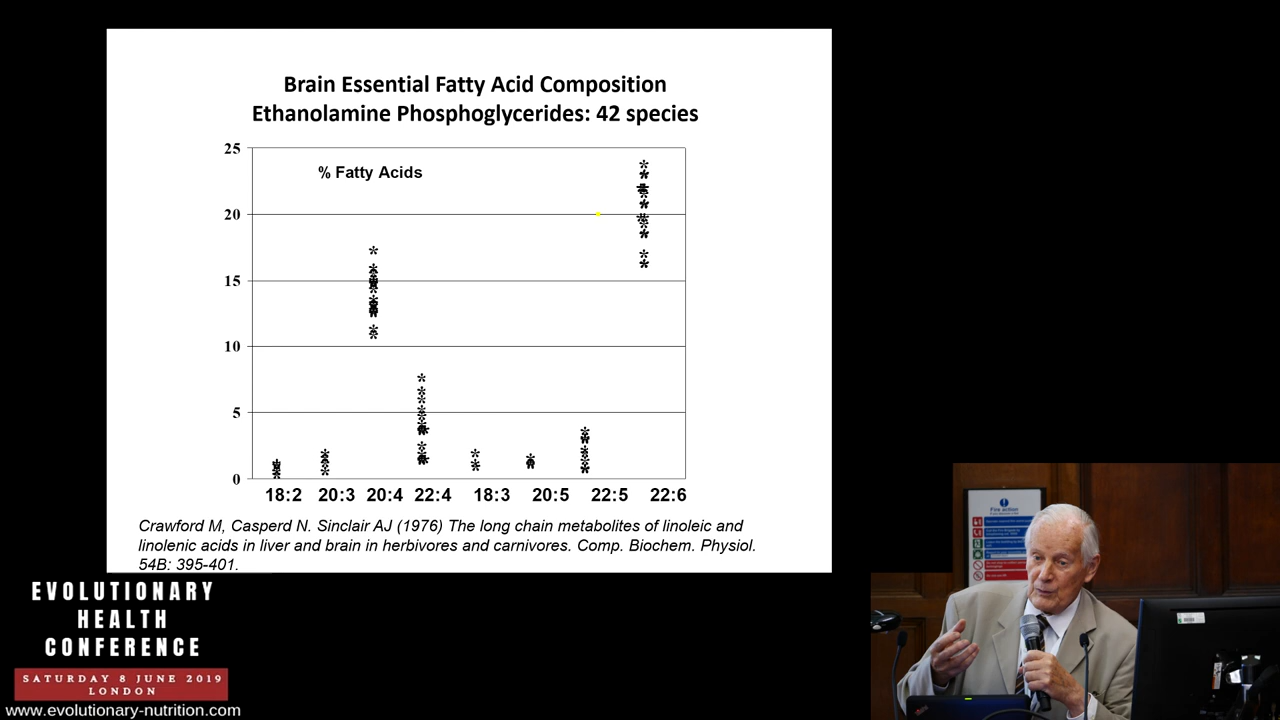 Brain Essential Fatty Acid Composition
Ethanolamine Phosphoglycerides: 42 species
25
% Fatty Acids
20
15
10
5
0
18:2 20:3 20:4 22:4 18:3 20:5 22:5 22:6
Crawford M, Casperd N. Sinclair AJ (1976) The long chain metabolites of linoleic and
linolenic acids in liver and brain in herbivores and carnivores. Comp. Biochem. Physiol.
54B: 395-401.
EVOLUTIONARY
HEALTH
CONFERENCE
SATURDAY 8 JUNE 2019
LONDON
www.evolutionary-nutrition.com
Fire action